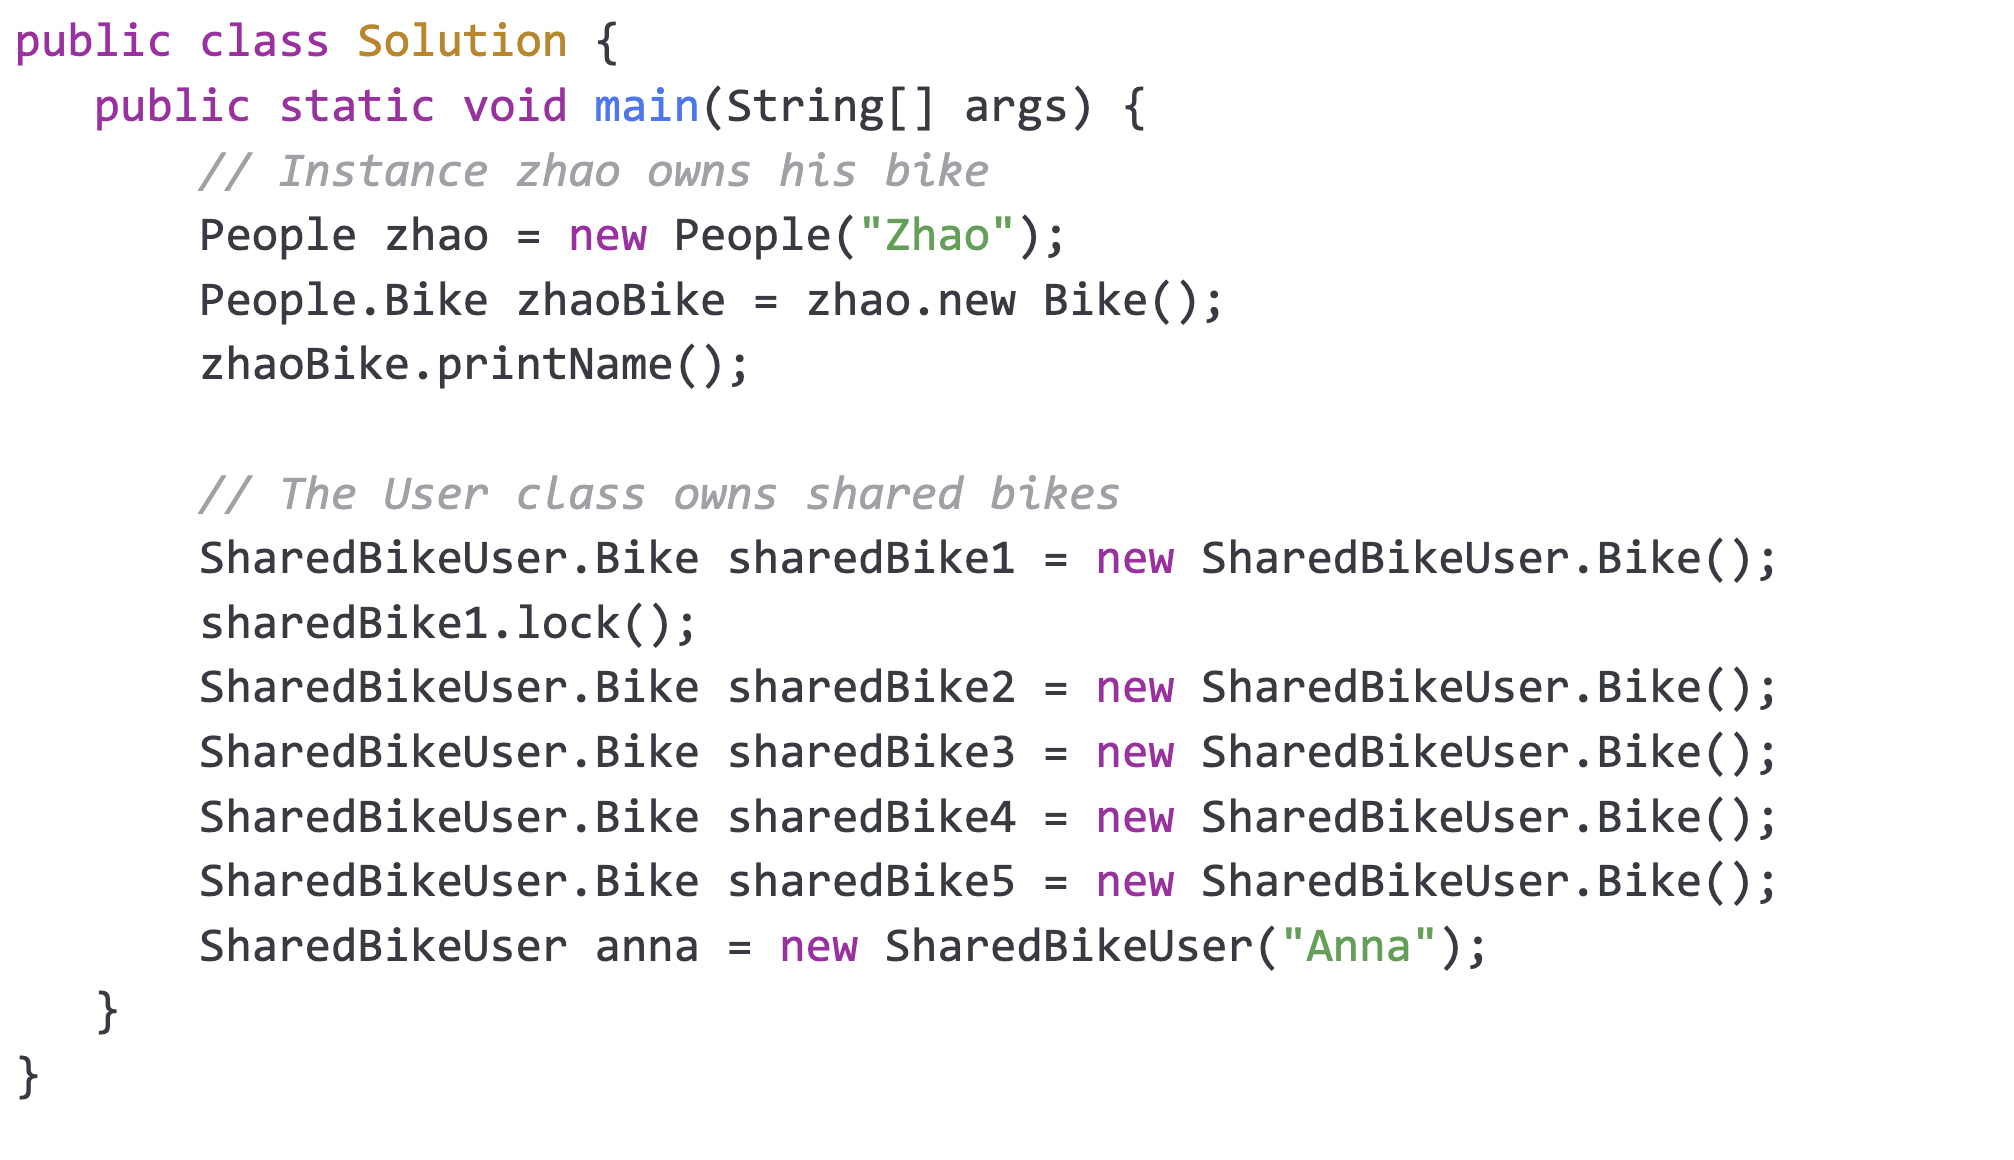 public class Solution {
   public static void main(String[] args) {
       // Instance zhao owns his bike
       People zhao = new People("Zhao");
       People.Bike zhaoBike = zhao.new Bike();
       zhaoBike.printName();

       // The User class owns shared bikes
       SharedBikeUser.Bike sharedBike1 = new SharedBikeUser.Bike();
       sharedBike1.lock();
       SharedBikeUser.Bike sharedBike2 = new SharedBikeUser.Bike();
       SharedBikeUser.Bike sharedBike3 = new SharedBikeUser.Bike();
       SharedBikeUser.Bike sharedBike4 = new SharedBikeUser.Bike();
       SharedBikeUser.Bike sharedBike5 = new SharedBikeUser.Bike();
       SharedBikeUser anna = new SharedBikeUser("Anna");
   }
}